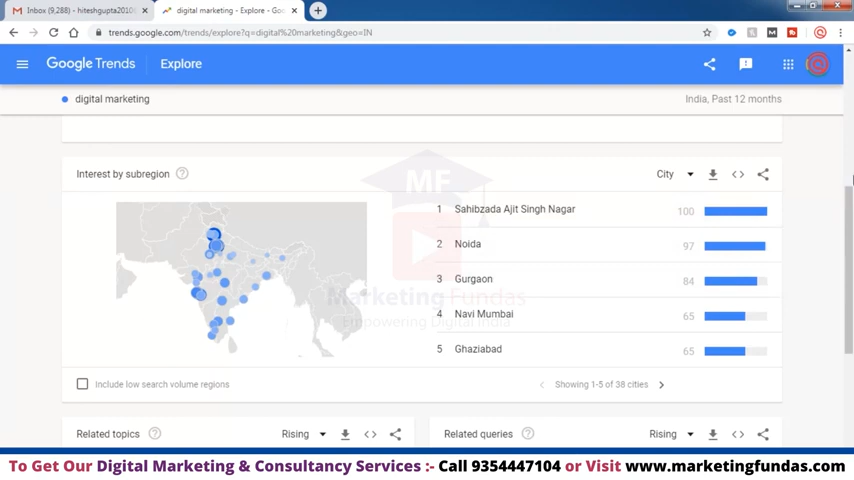 Inbox (9,288) - hiteshgupta2010
digital marketing - Explore - Goo
trends.google.com/trends/explore?q=digital%20marketing&geo=IN
Google Trends
Explore
digital marketing
India, Past 12 months
Interest by subregion
City
1 Sahibzada Ajit Singh Nagar 100
2 Noida 97
3 Gurgaon 84
4 Navi Mumbai 65
5 Ghaziabad 65
MF
Marketing Fundas
Empowering Digital India
Include low search volume regions
Showing 1-5 of 38 cities
Related topics
Rising
Related queries
Rising
To Get Our Digital Marketing & Consultancy Services :- Call 9354447104 or Visit www.marketingfundas.com